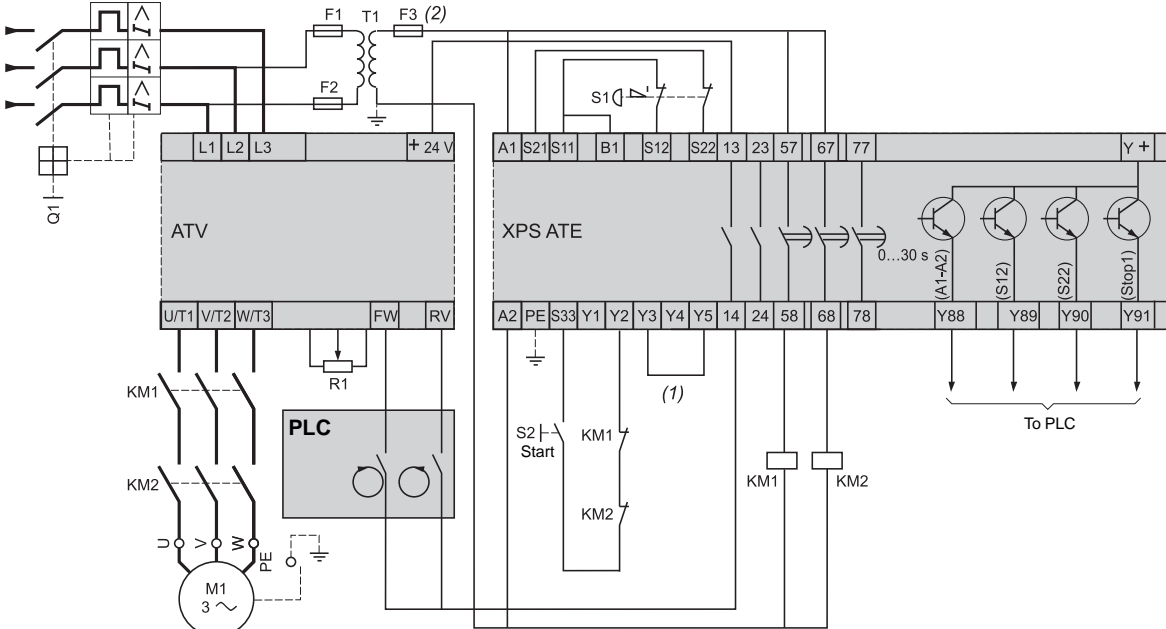 F1 T1 F3 (2)
F2
S1
L1 L2 L3 + 24 V
A1 S21 S11 B1 S12 S22 13 23 57 67 77 Y +
Q1
ATV
XPS ATE
0...30 s
(A1-A2) (S12) (S22) (Stop1)
U/T1 V/T2 W/T3 FW RV
A2 PE S33 Y1 Y2 Y3 Y4 Y5 14 24 58 68 78 Y88 Y89 Y90 Y91
R1
KM1
(1)
To PLC
PLC
S2
Start
KM1
KM1 KM2
KM2
KM2
U V W PE
M1
3